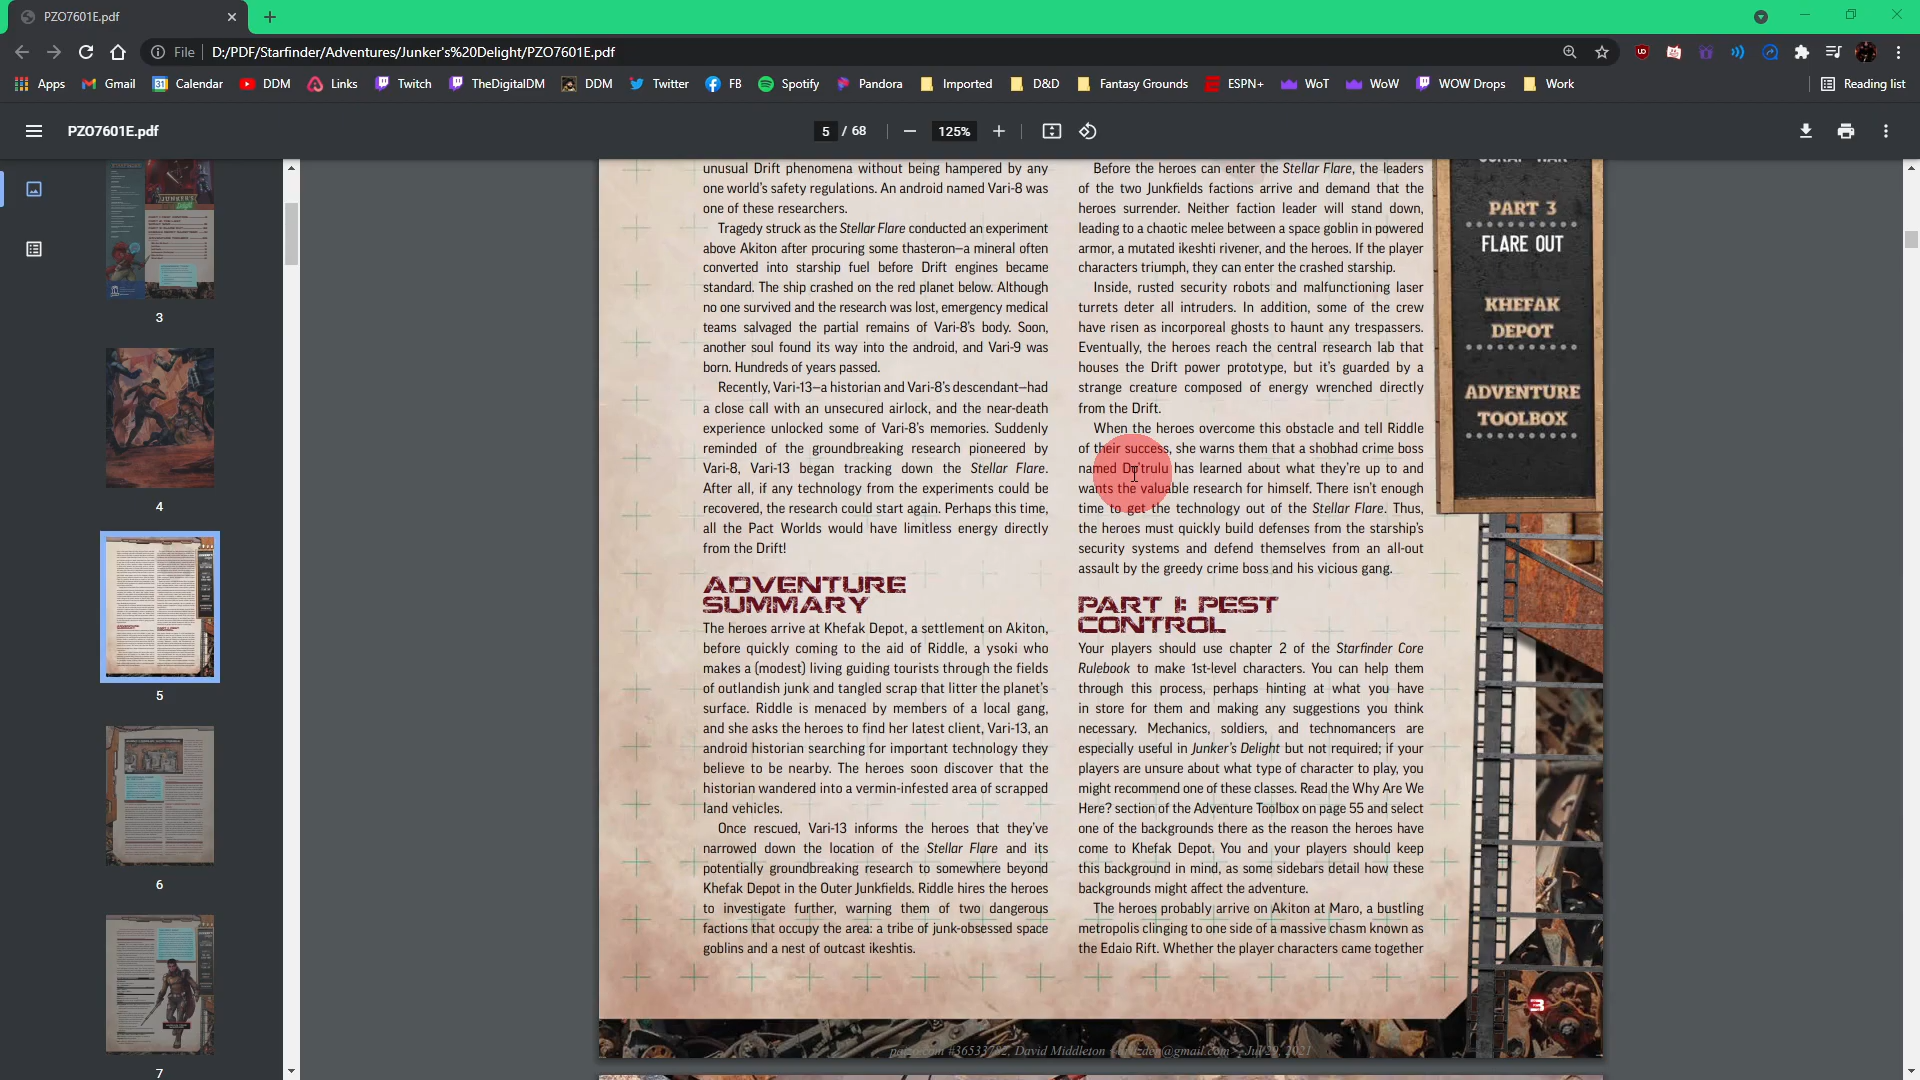 PZO7601E.pdf
File
D:/PDF/Starfinder/Adventures/Junker's%20Delight/PZO7601E.pdf
Apps
Gmail
Calendar
DDM
Links
Twitch
TheDigitalDM
DDM
Twitter
FB
Spotify
Pandora
Imported
D&D
Fantasy Grounds
ESPN+
WoT
WoW
WOW Drops
Work
Reading list
PZO7601E.pdf
5 / 68
125%
3
4
5
6
7
unusual Drift phenomena without being hampered by any
one world's safety regulations. An android named Vari-8 was
one of these researchers.
Tragedy struck as the Stellar Flare conducted an experiment
above Akiton after procuring some thasteron—a mineral often
converted into starship fuel before Drift engines became
standard. The ship crashed on the red planet below. Although
no one survived and the research was lost, emergency medical
teams salvaged the partial remains of Vari-8's body. Soon,
another soul found its way into the android, and Vari-9 was
born. Hundreds of years passed.
Recently, Vari-13—a historian and Vari-8's descendant—had
a close call with an unsecured airlock, and the near-death
experience unlocked some of Vari-8's memories. Suddenly
reminded of the groundbreaking research pioneered by
Vari-8, Vari-13 began tracking down the Stellar Flare.
After all, if any technology from the experiments could be
recovered, the research could start again. Perhaps this time,
all the Pact Worlds would have limitless energy directly
from the Drift!
ADVENTURE
SUMMARY
The heroes arrive at Khefak Depot, a settlement on Akiton,
before quickly coming to the aid of Riddle, a ysoki who
makes a (modest) living guiding tourists through the fields
of outlandish junk and tangled scrap that litter the planet's
surface. Riddle is menaced by members of a local gang,
and she asks the heroes to find her latest client, Vari-13, an
android historian searching for important technology they
believe to be nearby. The heroes soon discover that the
historian wandered into a vermin-infested area of scrapped
land vehicles.
Once rescued, Vari-13 informs the heroes that they've
narrowed down the location of the Stellar Flare and its
potentially groundbreaking research to somewhere beyond
Khefak Depot in the Outer Junkfields. Riddle hires the heroes
to investigate further, warning them of two dangerous
factions that occupy the area: a tribe of junk-obsessed space
goblins and a nest of outcast ikeshtis.
Before the heroes can enter the Stellar Flare, the leaders
of the two Junkfields factions arrive and demand that the
heroes surrender. Neither faction leader will stand down,
leading to a chaotic melee between a space goblin in powered
armor, a mutated ikeshti rivener, and the heroes. If the player
characters triumph, they can enter the crashed starship.
Inside, rusted security robots and malfunctioning laser
turrets deter all intruders. In addition, some of the crew
have risen as incorporeal ghosts to haunt any trespassers.
Eventually, the heroes reach the central research lab that
houses the Drift power prototype, but it's guarded by a
strange creature composed of energy wrenched directly
from the Drift.
When the heroes overcome this obstacle and tell Riddle
of their success, she warns them that a shobhad crime boss
named Do'trulu has learned about what they're up to and
wants the valuable research for himself. There isn't enough
time to get the technology out of the Stellar Flare. Thus,
the heroes must quickly build defenses from the starship's
security systems and defend themselves from an all-out
assault by the greedy crime boss and his vicious gang.
PART 1: PEST
CONTROL
Your players should use chapter 2 of the Starfinder Core
Rulebook to make 1st-level characters. You can help them
through this process, perhaps hinting at what you have
in store for them and making any suggestions you think
necessary. Mechanics, soldiers, and technomancers are
especially useful in Junker's Delight but not required; if your
players are unsure about what type of character to play, you
might recommend one of these classes. Read the Why Are We
Here? section of the Adventure Toolbox on page 55 and select
one of the backgrounds there as the reason the heroes have
come to Khefak Depot. You and your players should keep
this background in mind, as some sidebars detail how these
backgrounds might affect the adventure.
The heroes probably arrive on Akiton at Maro, a bustling
metropolis clinging to one side of a massive chasm known as
the Edaio Rift. Whether the player characters came together
SCRAP WAR
PART 3
FLARE OUT
KHEFAK
DEPOT
ADVENTURE
TOOLBOX
3
paizo.com #36533782, David Middleton Jul 29, 2021